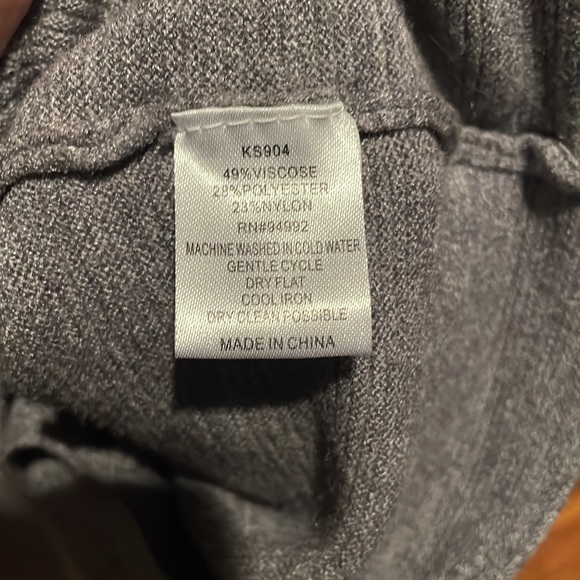 KS904
49%VISCOSE
28%POLYESTER
23%NYLON
RN#94992
MACHINE WASHED IN COLD WATER
GENTLE CYCLE
DRY FLAT
COOL IRON
DRY CLEAN POSSIBLE
MADE IN CHINA